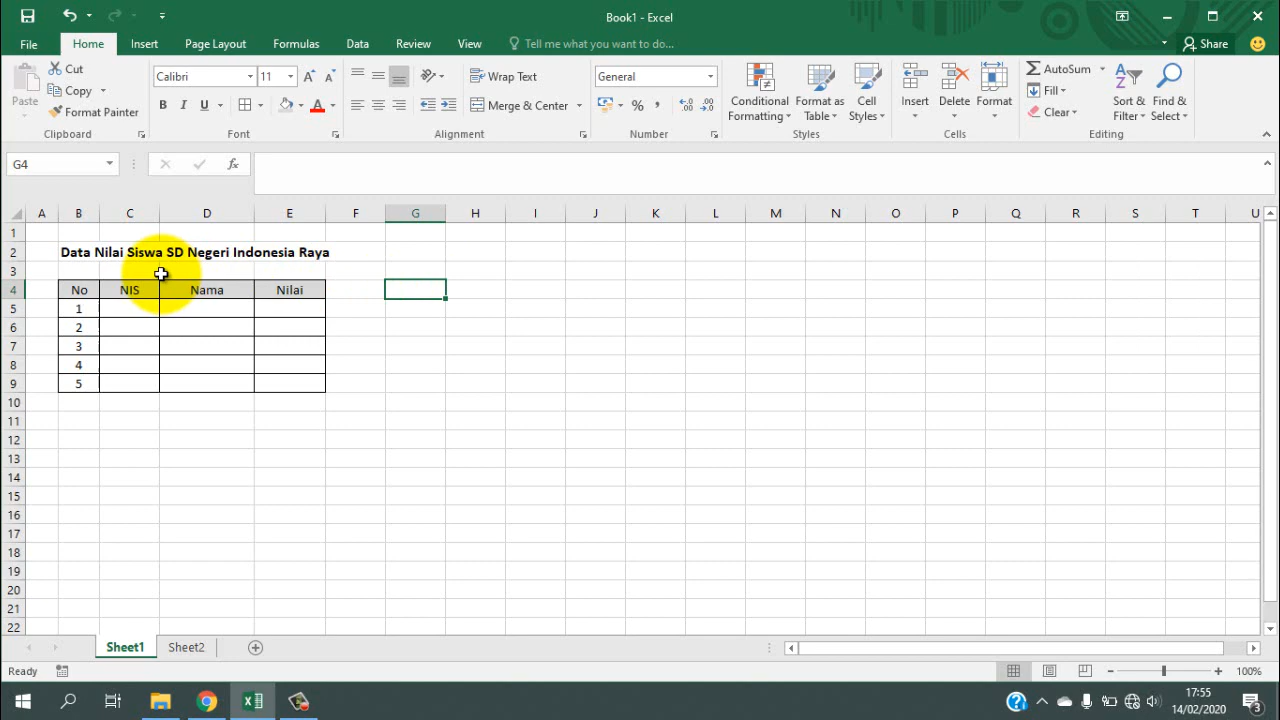 Book1 - Excel
File Home Insert Page Layout Formulas Data Review View Tell me what you want to do... Share
Paste
Cut
Copy
Format Painter
Calibri 11
B I U
Wrap Text
Merge & Center
General
%
Conditional Formatting
Format as Table
Cell Styles
Insert Delete Format
AutoSum
Fill
Clear
Sort & Filter
Find & Select
Clipboard Font Alignment Number Styles Cells Editing
G4 fx
A B C D E F G H I J K L M N O P Q R S T U
1
2 Data Nilai Siswa SD Negeri Indonesia Raya
3
4 No NIS Nama Nilai
5 1
6 2
7 3
8 4
9 5
10
11
12
13
14
15
16
17
18
19
20
21
22
Sheet1 Sheet2
Ready 100%
17:55
14/02/2020
3